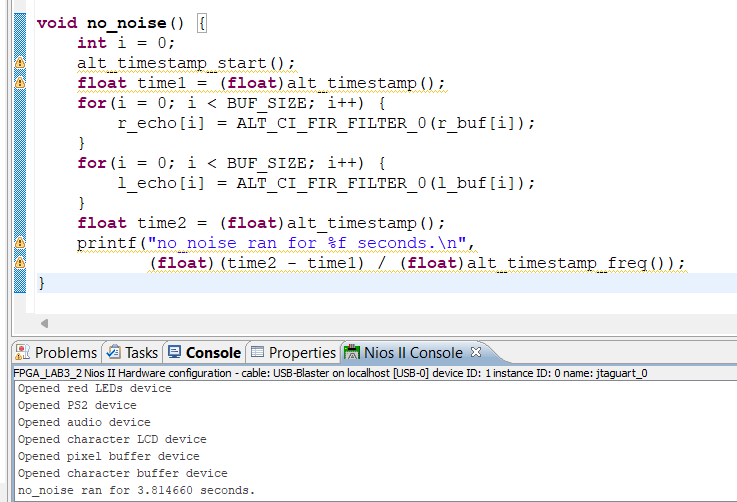 void no_noise() {
    int i = 0;
    alt_timestamp_start();
    float time1 = (float)alt_timestamp();
    for(i = 0; i < BUF_SIZE; i++) {
        r_echo[i] = ALT_CI_FIR_FILTER_0(r_buf[i]);
    }
    for(i = 0; i < BUF_SIZE; i++) {
        l_echo[i] = ALT_CI_FIR_FILTER_0(l_buf[i]);
    }
    float time2 = (float)alt_timestamp();
    printf("no_noise ran for %f seconds.\n",
           (float)(time2 - time1) / (float)alt_timestamp_freq());
}
Problems Tasks Console Properties Nios II Console
FPGA_LAB3_2 Nios II Hardware configuration - cable: USB-Blaster on localhost [USB-0] device ID: 1 instance ID: 0 name: jtaguart_0
Opened red LEDs device
Opened PS2 device
Opened audio device
Opened character LCD device
Opened pixel buffer device
Opened character buffer device
no_noise ran for 3.814660 seconds.